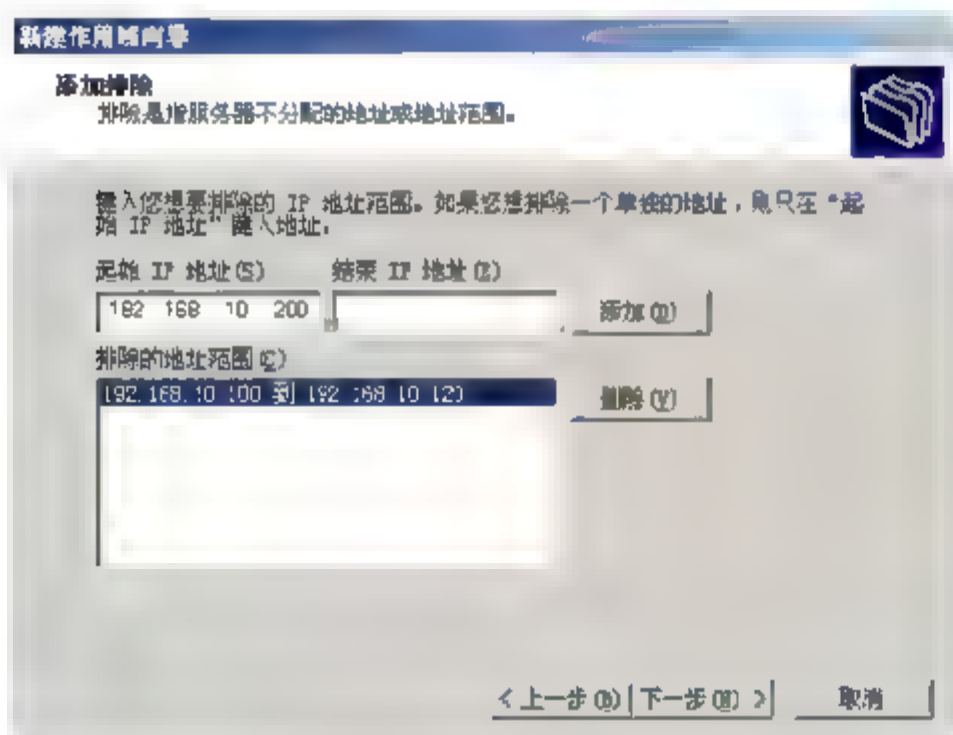 新建作用域向导
添加排除
排除是指服务器不分配的地址或地址范围。
键入您想要排除的 IP 地址范围。如果您想排除一个单独的地址，则只在“起
始 IP 地址”键入地址。
起始 IP 地址(S)
结束 IP 地址(E)
192 168 10 200
添加(D)
排除的地址范围(C)
192.168.10.100 到 192.168.10.120
删除(V)
< 上一步(B)
下一步(N) >
取消